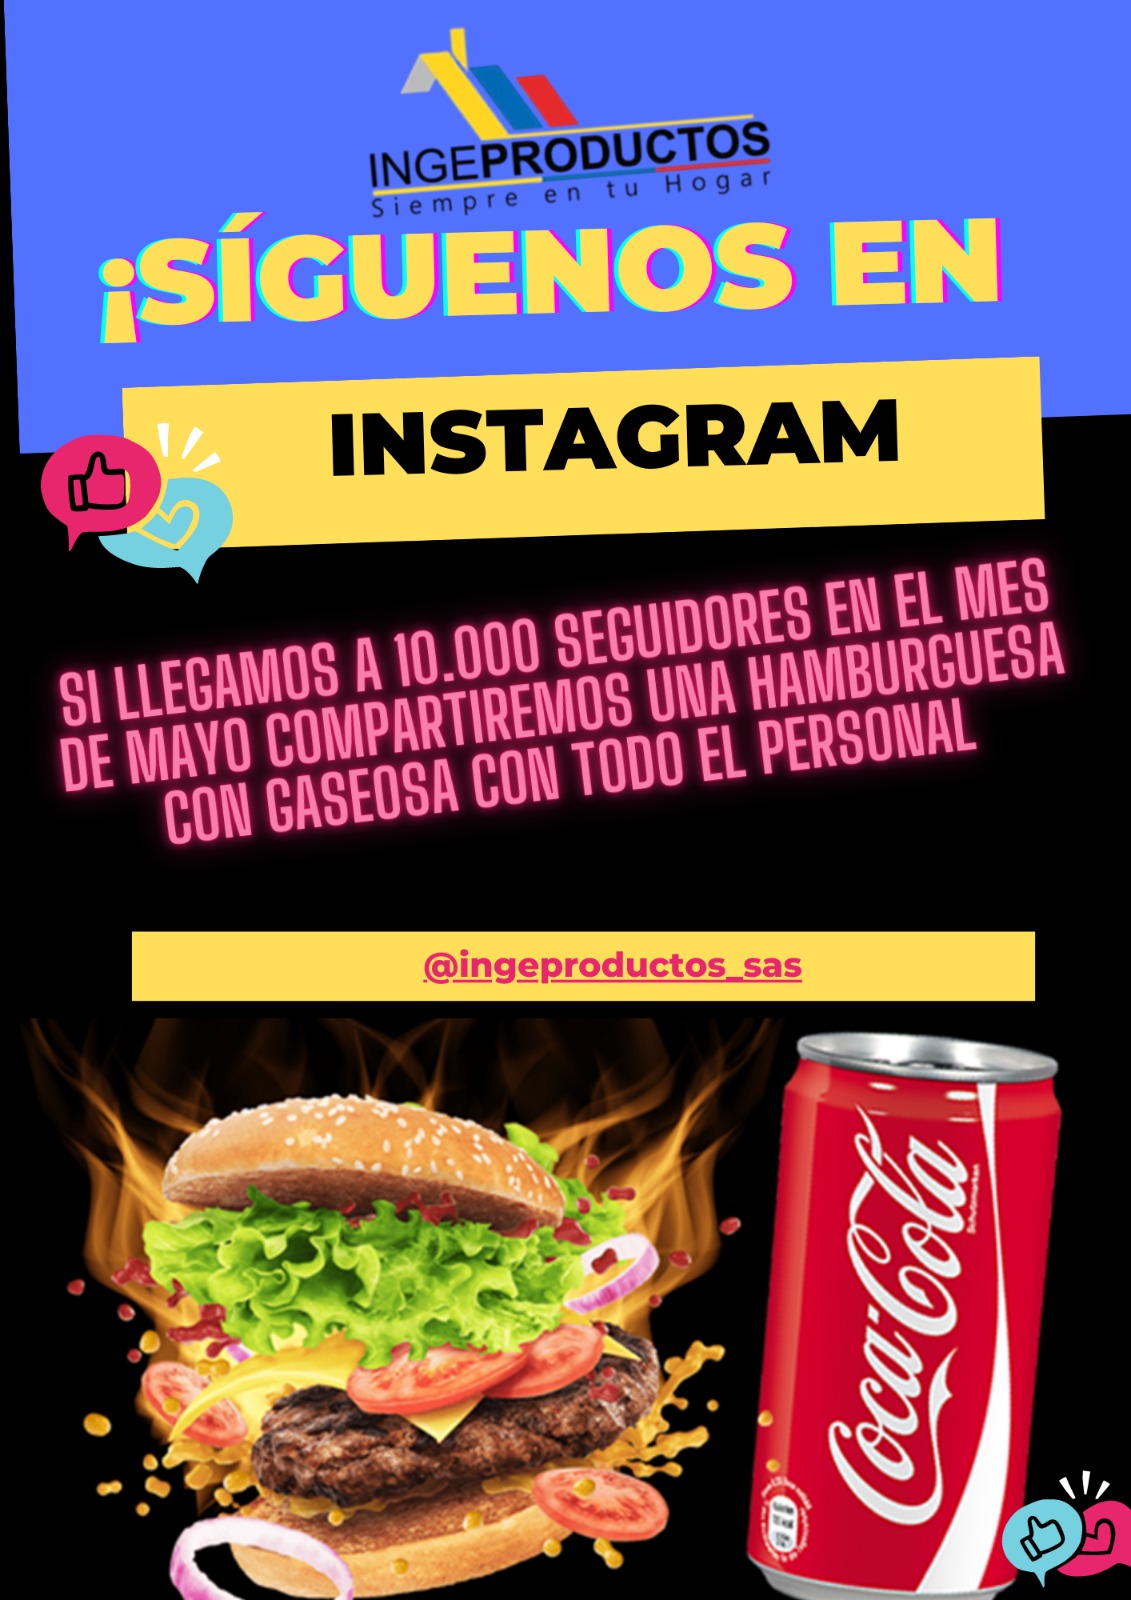 INGEPRODUCTOS
Siempre en tu Hogar
¡SÍGUENOS EN
INSTAGRAM
SI LLEGAMOS A 10.000 SEGUIDORES EN EL MES
DE MAYO COMPARTIREMOS UNA HAMBURGUESA
CON GASEOSA CON TODO EL PERSONAL
@ingeproductos_sas
Coca-Cola